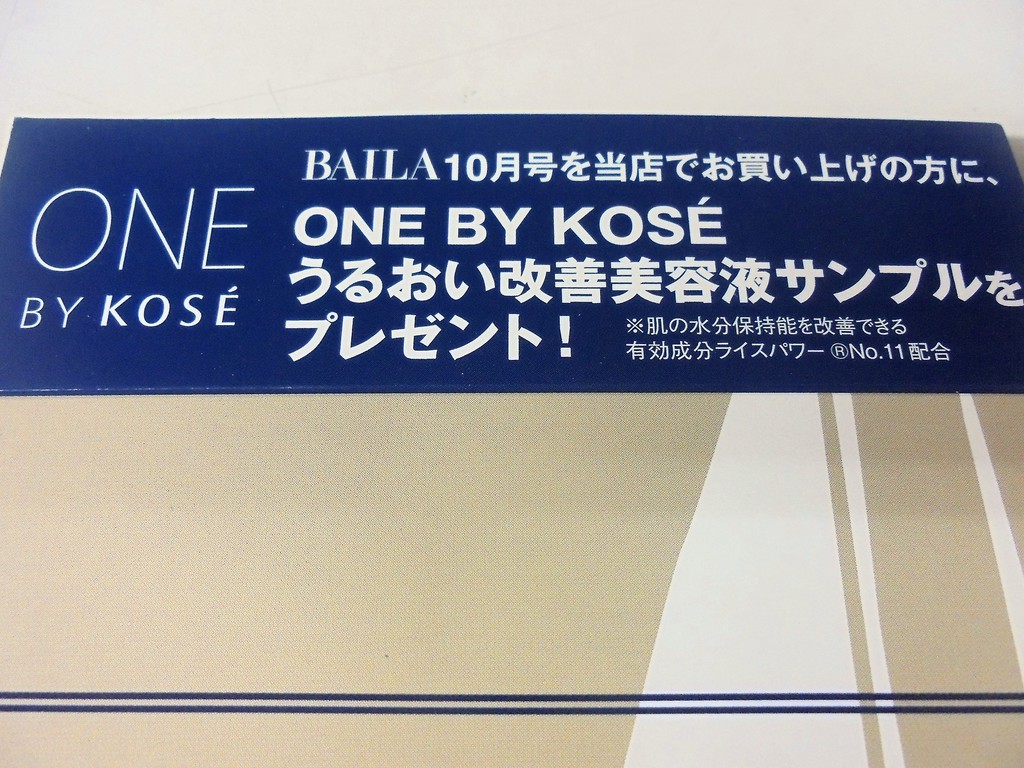 ONE
BY KOSÉ
BAILA10月号を当店でお買い上げの方に、
ONE BY KOSÉ
うるおい改善美容液サンプルを
プレゼント!
※肌の水分保持能を改善できる
有効成分ライスパワー®No.11配合